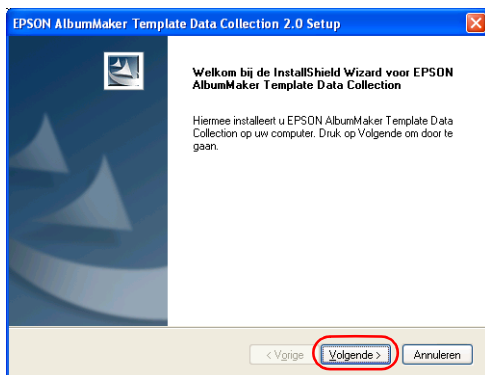 EPSON AlbumMaker Template Data Collection 2.0 Setup
Welkom bij de InstallShield Wizard voor EPSON
AlbumMaker Template Data Collection
Hiermee installeert u EPSON AlbumMaker Template Data
Collection op uw computer. Druk op Volgende om door te
gaan.
< Vorige Volgende > Annuleren